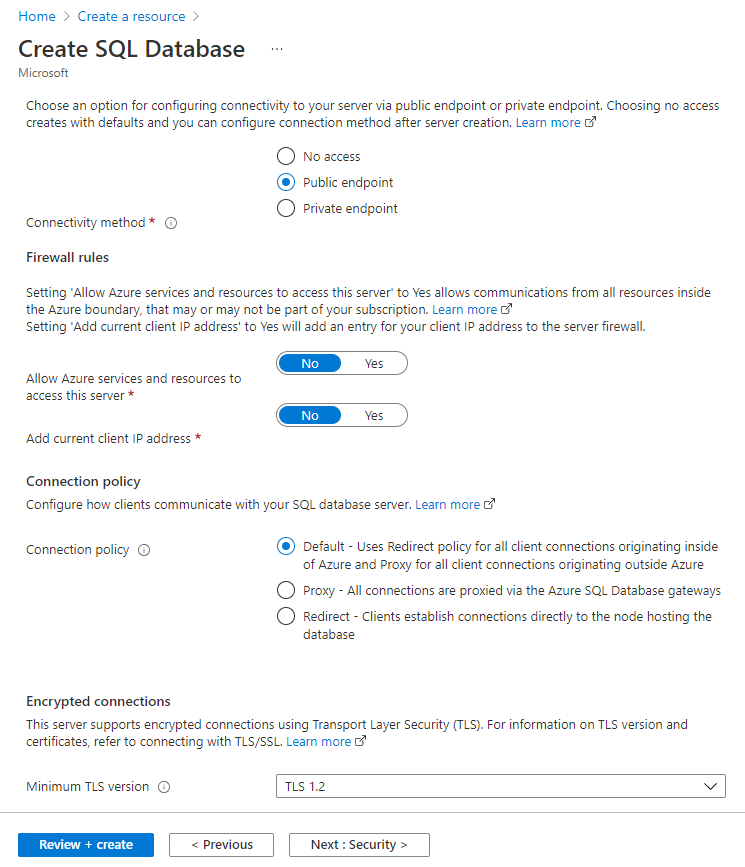 Home > Create a resource >
Create SQL Database ...
Microsoft
Choose an option for configuring connectivity to your server via public endpoint or private endpoint. Choosing no access
creates with defaults and you can configure connection method after server creation. Learn more
No access
Public endpoint
Private endpoint
Connectivity method *
Firewall rules
Setting 'Allow Azure services and resources to access this server' to Yes allows communications from all resources inside
the Azure boundary, that may or may not be part of your subscription. Learn more
Setting 'Add current client IP address' to Yes will add an entry for your client IP address to the server firewall.
No Yes
Allow Azure services and resources to
access this server *
No Yes
Add current client IP address *
Connection policy
Configure how clients communicate with your SQL database server. Learn more
Connection policy
Default - Uses Redirect policy for all client connections originating inside
of Azure and Proxy for all client connections originating outside Azure
Proxy - All connections are proxied via the Azure SQL Database gateways
Redirect - Clients establish connections directly to the node hosting the
database
Encrypted connections
This server supports encrypted connections using Transport Layer Security (TLS). For information on TLS version and
certificates, refer to connecting with TLS/SSL. Learn more
Minimum TLS version TLS 1.2
Review + create < Previous Next : Security >